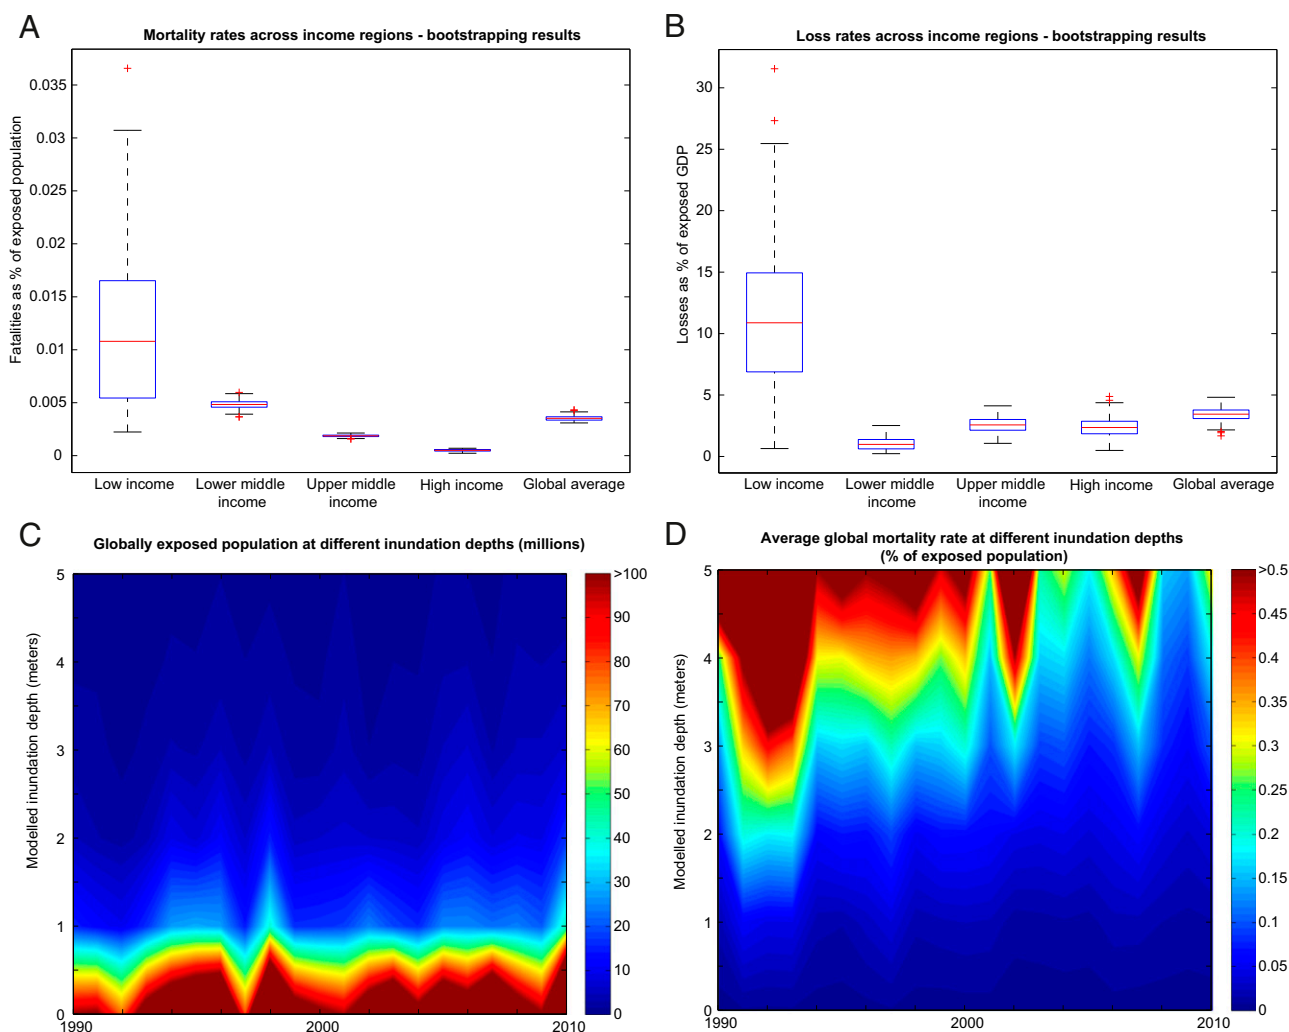 A
Mortality rates across income regions - bootstrapping results
Fatalities as % of exposed population
0.035
0.03
0.025
0.02
0.015
0.01
0.005
0
Low income
Lower middle income
Upper middle income
High income
Global average
B
Loss rates across income regions - bootstrapping results
Losses as % of exposed GDP
30
25
20
15
10
5
0
Low income
Lower middle income
Upper middle income
High income
Global average
C
Globally exposed population at different inundation depths (millions)
Modelled inundation depth (meters)
5
4
3
2
1
0
1990
2000
2010
>100
90
80
70
60
50
40
30
20
10
0
D
Average global mortality rate at different inundation depths
(% of exposed population)
Modelled inundation depth (meters)
5
4
3
2
1
0
1990
2000
2010
>0.5
0.45
0.4
0.35
0.3
0.25
0.2
0.15
0.1
0.05
0